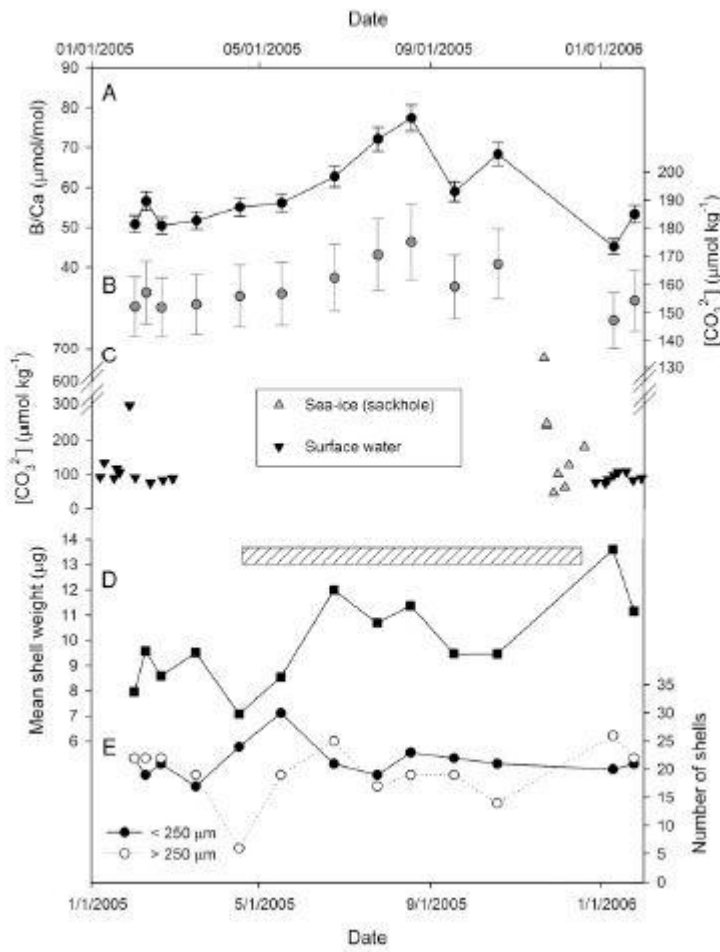 Date
01/01/2005 05/01/2005 09/01/2005 01/01/2006
A
B/Ca (μmol/mol)
90
80
70
60
50
40
B
[CO₃²⁻] (μmol kg⁻¹)
200
190
180
170
160
150
140
130
C
[CO₃²⁻] (μmol kg⁻¹)
700
600
300
200
100
0
Sea-ice (sackhole)
Surface water
D
Mean shell weight (μg)
14
13
12
11
10
9
8
7
6
E
Number of shells
35
30
25
20
15
10
5
0
< 250 μm
> 250 μm
1/1/2005 5/1/2005 9/1/2005 1/1/2006
Date